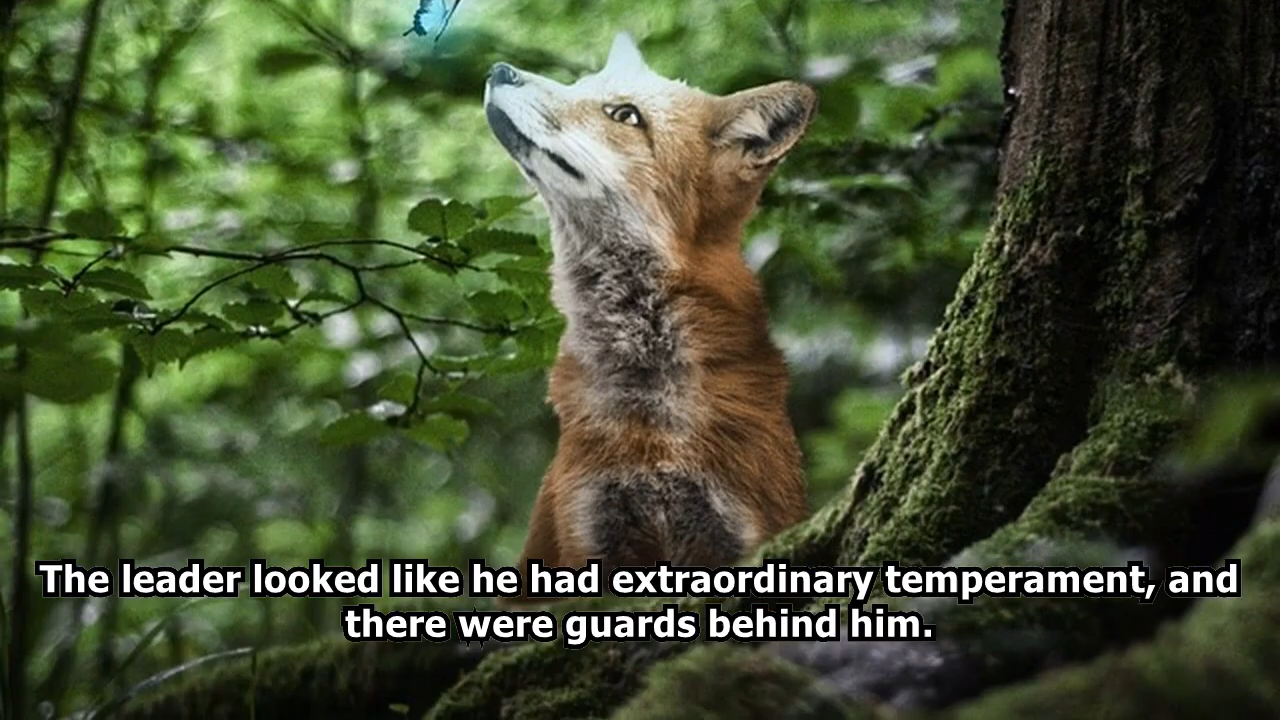 The leader looked like he had extraordinary temperament, and
there were guards behind him.